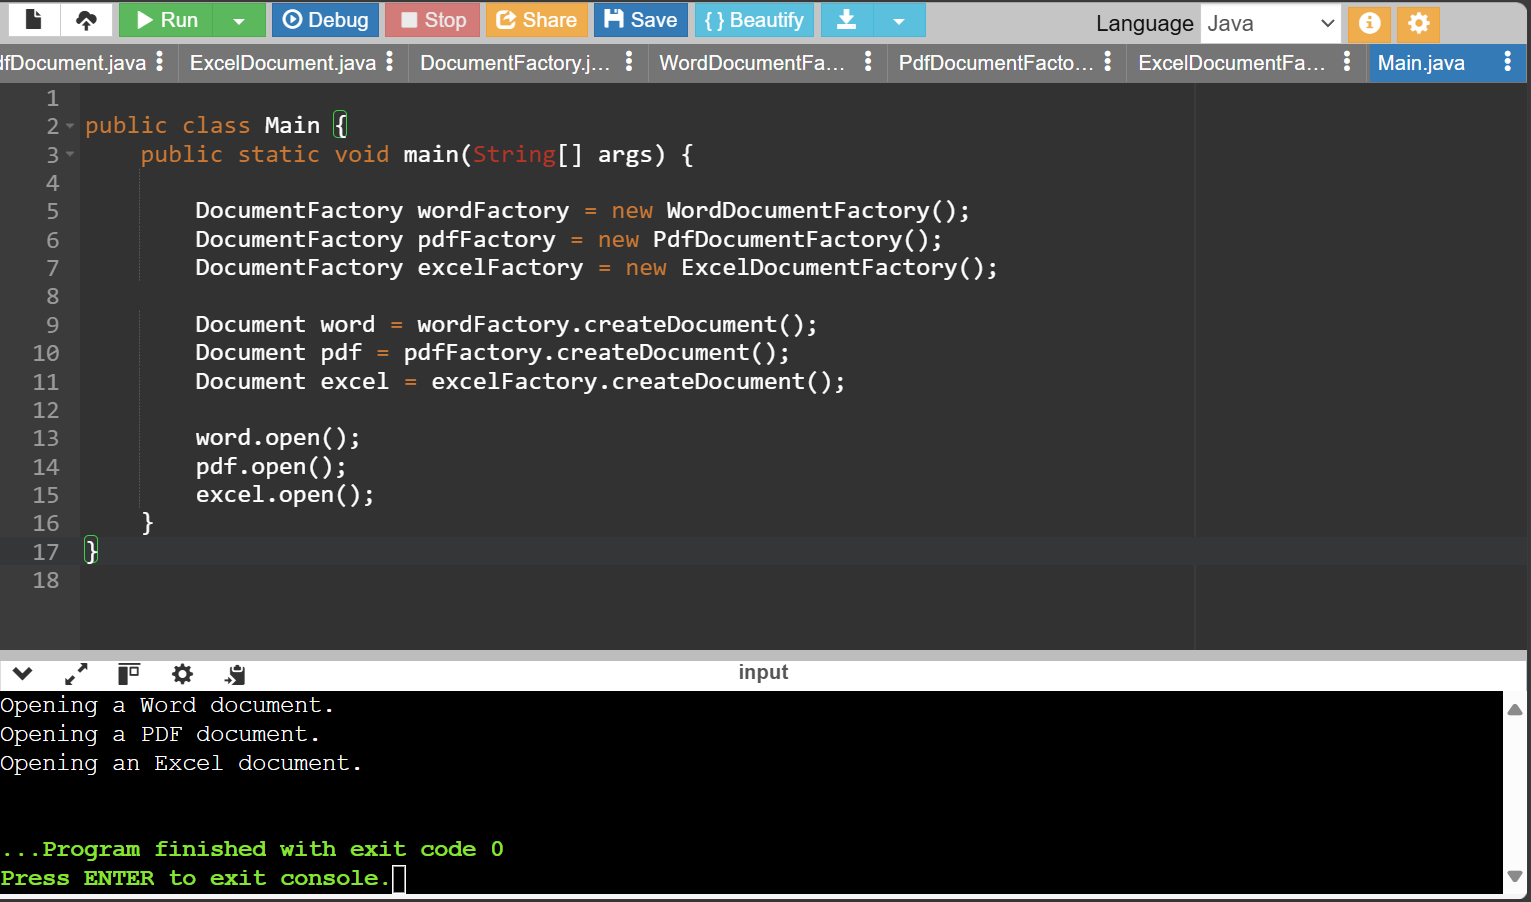 Run Debug Stop Share Save { } Beautify Language Java
fDocument.java ExcelDocument.java DocumentFactory.j... WordDocumentFa... PdfDocumentFacto... ExcelDocumentFa... Main.java
1
2 public class Main {
3     public static void main(String[] args) {
4
5         DocumentFactory wordFactory = new WordDocumentFactory();
6         DocumentFactory pdfFactory = new PdfDocumentFactory();
7         DocumentFactory excelFactory = new ExcelDocumentFactory();
8
9         Document word = wordFactory.createDocument();
10         Document pdf = pdfFactory.createDocument();
11         Document excel = excelFactory.createDocument();
12
13         word.open();
14         pdf.open();
15         excel.open();
16     }
17 }
18
input
Opening a Word document.
Opening a PDF document.
Opening an Excel document.
...Program finished with exit code 0
Press ENTER to exit console.